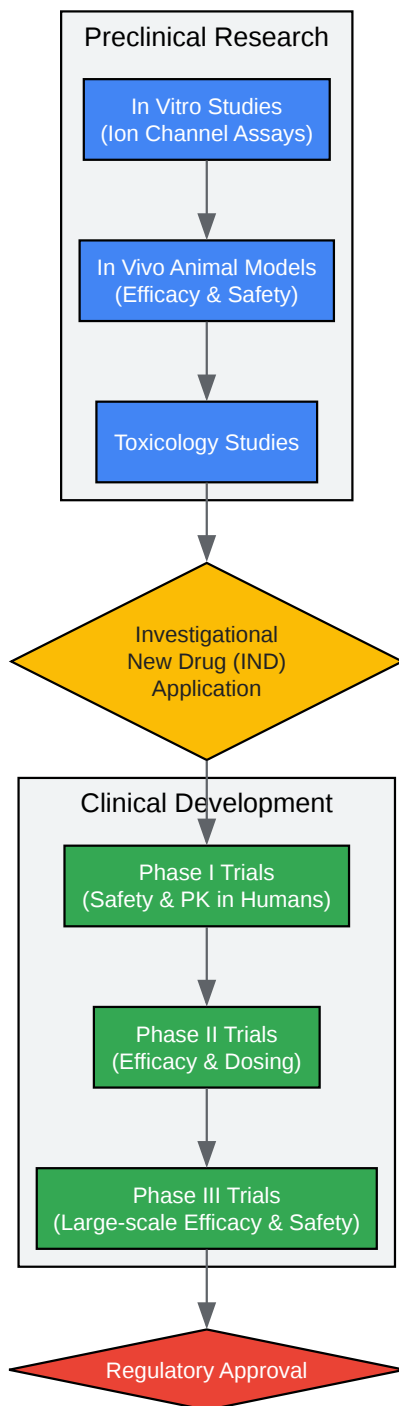 Preclinical Research
In Vitro Studies
(Ion Channel Assays)
In Vivo Animal Models
(Efficacy & Safety)
Toxicology Studies
Investigational
New Drug (IND)
Application
Clinical Development
Phase I Trials
(Safety & PK in Humans)
Phase II Trials
(Efficacy & Dosing)
Phase III Trials
(Large-scale Efficacy & Safety)
Regulatory Approval